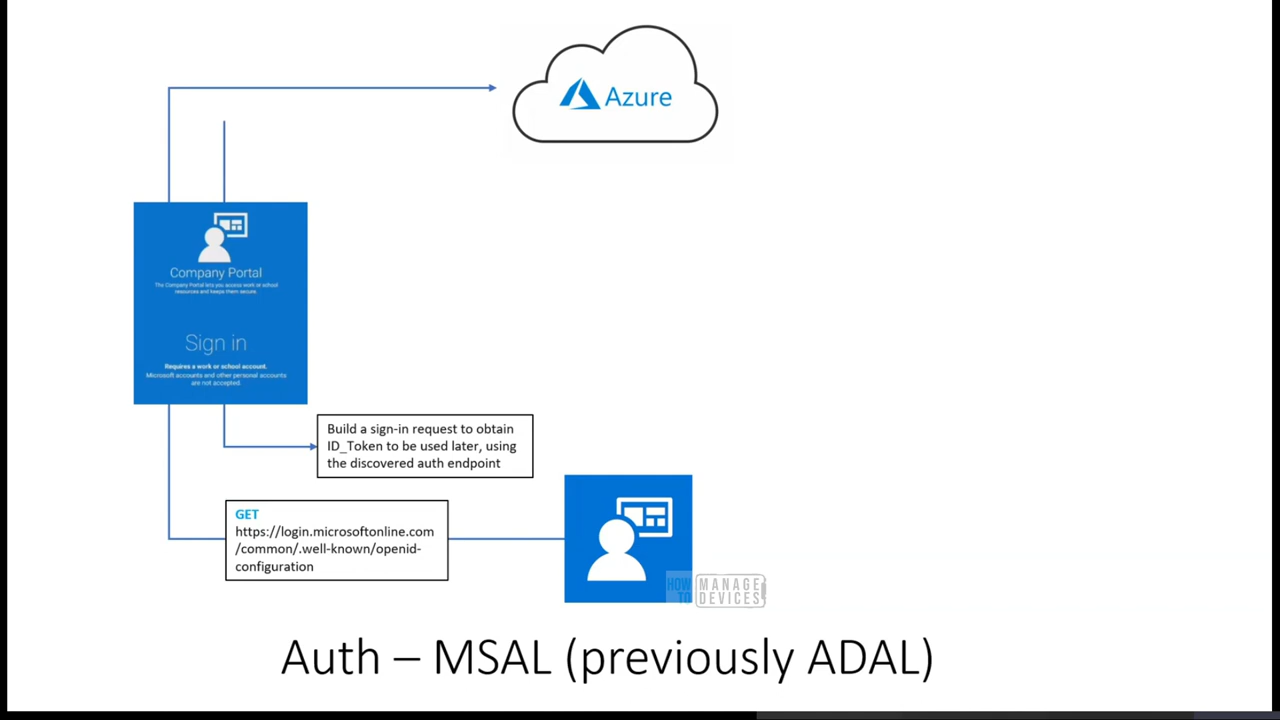 Azure
Company Portal
The Company Portal lets you access work or school
resources and keeps them secure.
Sign in
Requires a work or school account.
Microsoft accounts and other personal accounts
are not accepted.
Build a sign-in request to obtain
ID_Token to be used later, using
the discovered auth endpoint
GET
https://login.microsoftonline.com
/common/.well-known/openid-
configuration
HOW
TO
MANAGE
DEVICES
Auth – MSAL (previously ADAL)